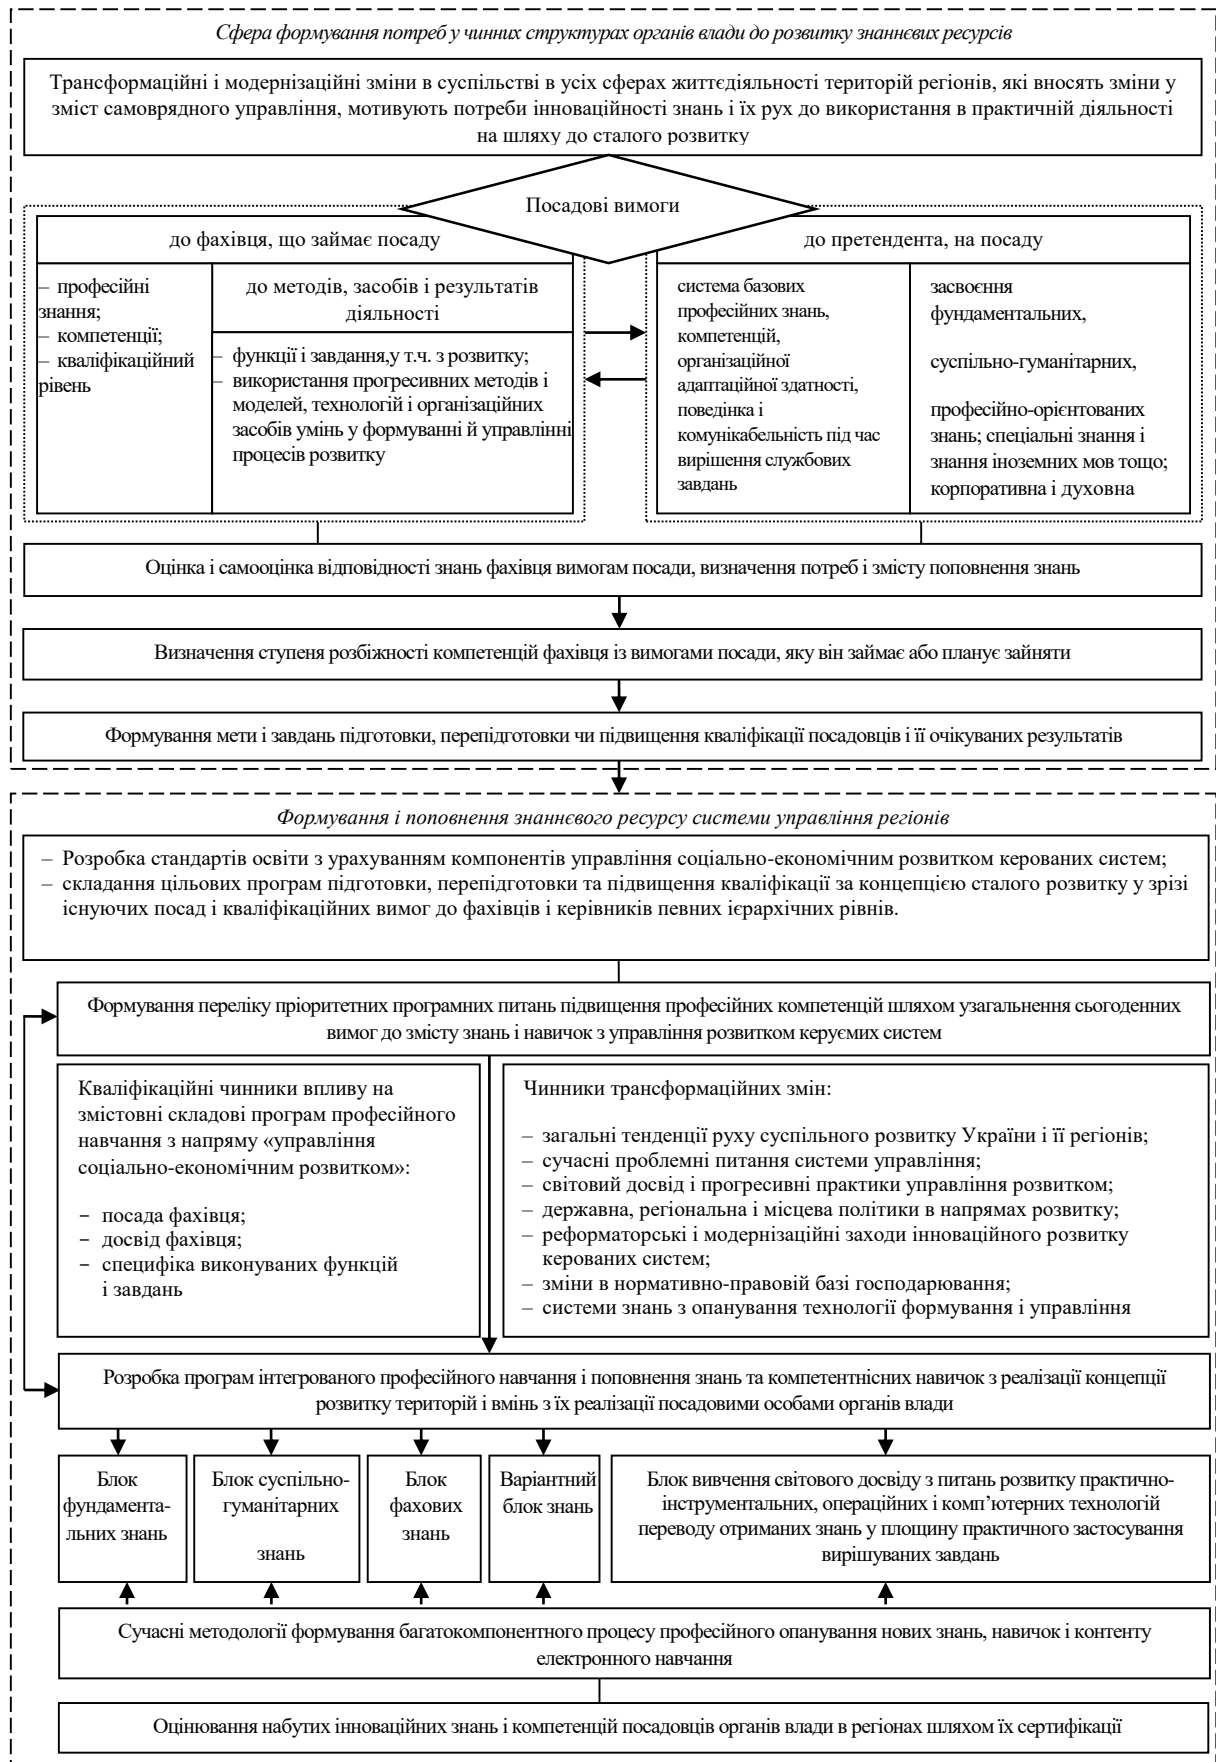 Сфера формування потреб у чинних структурах органів влади до розвитку знаннєвих ресурсів
Трансформаційні і модернізаційні зміни в суспільстві в усіх сферах життєдіяльності територій регіонів, які вносять зміни у
зміст самоврядного управління, мотивують потреби інноваційності знань і їх рух до використання в практичній діяльності
на шляху до сталого розвитку
Посадові вимоги
до фахівця, що займає посаду
– професійні
знання;
– компетенції;
– кваліфікаційний
рівень
до методів, засобів і результатів
діяльності
– функції і завдання,у т.ч. з розвитку;
– використання прогресивних методів і
моделей, технологій і організаційних
засобів умінь у формуванні й управлінні
процесів розвитку
до претендента, на посаду
система базових
професійних знань,
компетенцій,
організаційної
адаптаційної здатності,
поведінка і
комунікабельність під час
вирішення службових
завдань
засвоєння
фундаментальних,
суспільно-гуманітарних,
професійно-орієнтованих
знань; спеціальні знання і
знання іноземних мов тощо;
корпоративна і духовна
Оцінка і самооцінка відповідності знань фахівця вимогам посади, визначення потреб і змісту поповнення знань
Визначення ступеня розбіжності компетенцій фахівця із вимогами посади, яку він займає або планує зайняти
Формування мети і завдань підготовки, перепідготовки чи підвищення кваліфікації посадовців і її очікуваних результатів
Формування і поповнення знаннєвого ресурсу системи управління регіонів
– Розробка стандартів освіти з урахуванням компонентів управління соціально-економічним розвитком керованих систем;
– складання цільових програм підготовки, перепідготовки та підвищення кваліфікації за концепцією сталого розвитку у зрізі
існуючих посад і кваліфікаційних вимог до фахівців і керівників певних ієрархічних рівнів.
Формування переліку пріоритетних програмних питань підвищення професійних компетенцій шляхом узагальнення сьогоденних
вимог до змісту знань і навичок з управління розвитком керуємих систем
Кваліфікаційні чинники впливу на
змістовні складові програм професійного
навчання з напряму «управління
соціально-економічним розвитком»:
– посада фахівця;
– досвід фахівця;
– специфіка виконуваних функцій
і завдань
Чинники трансформаційних змін:
– загальні тенденції руху суспільного розвитку України і її регіонів;
– сучасні проблемні питання системи управління;
– світовий досвід і прогресивні практики управління розвитком;
– державна, регіональна і місцева політики в напрямах розвитку;
– реформаторські і модернізаційні заходи інноваційного розвитку
керованих систем;
– зміни в нормативно-правовій базі господарювання;
– системи знань з опанування технології формування і управління
Розробка програм інтегрованого професійного навчання і поповнення знань та компетентнісних навичок з реалізації концепції
розвитку територій і вмінь з їх реалізації посадовими особами органів влади
Блок
фундамента-
льних знань
Блок суспільно-
гуманітарних
знань
Блок
фахових
знань
Варіантний
блок знань
Блок вивчення світового досвіду з питань розвитку практично-
інструментальних, операційних і комп’ютерних технологій
переводу отриманих знань у площину практичного застосування
вирішуваних завдань
Сучасні методології формування багатокомпонентного процесу професійного опанування нових знань, навичок і контенту
електронного навчання
Оцінювання набутих інноваційних знань і компетенцій посадовців органів влади в регіонах шляхом їх сертифікації